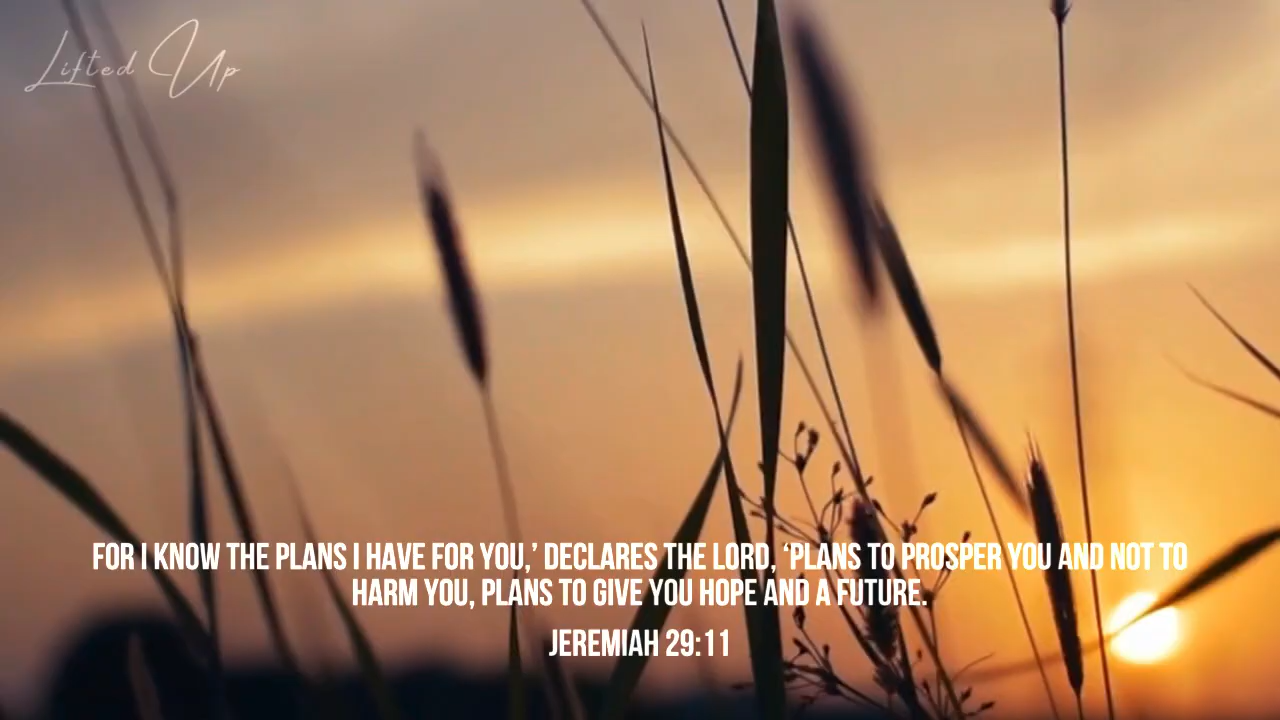 Lifted Up
FOR I KNOW THE PLANS I HAVE FOR YOU,’ DECLARES THE LORD, ‘PLANS TO PROSPER YOU AND NOT TO
HARM YOU, PLANS TO GIVE YOU HOPE AND A FUTURE.
JEREMIAH 29:11